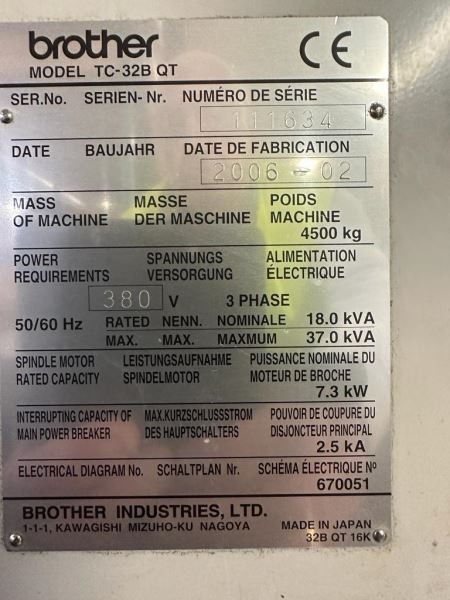 brother
CE
MODEL TC-32B QT
SER.No. SERIEN- Nr. NUMÉRO DE SÉRIE
111634
DATE BAUJAHR DATE DE FABRICATION
2006-02
MASS MASSE POIDS
OF MACHINE DER MASCHINE MACHINE
4500 kg
POWER SPANNUNGS ALIMENTATION
REQUIREMENTS VERSORGUNG ÉLECTRIQUE
380 V 3 PHASE
50/60 Hz RATED NENN. NOMINALE 18.0 kVA
MAX. MAX. MAXMUM 37.0 kVA
SPINDLE MOTOR LEISTUNGSAUFNAHME PUISSANCE NOMINALE DU
RATED CAPACITY SPINDELMOTOR MOTEUR DE BROCHE
7.3 kW
INTERRUPTING CAPACITY OF MAX.KURZSCHLUSSTROM POUVOIR DE COUPURE DU
MAIN POWER BREAKER DES HAUPTSCHALTERS DISJONCTEUR PRINCIPAL
2.5 kA
ELECTRICAL DIAGRAM No. SCHALTPLAN Nr. SCHÉMA ÉLECTRIQUE Nº
670051
BROTHER INDUSTRIES, LTD.
1-1-1, KAWAGISHI MIZUHO-KU NAGOYA MADE IN JAPAN
32B QT 16K